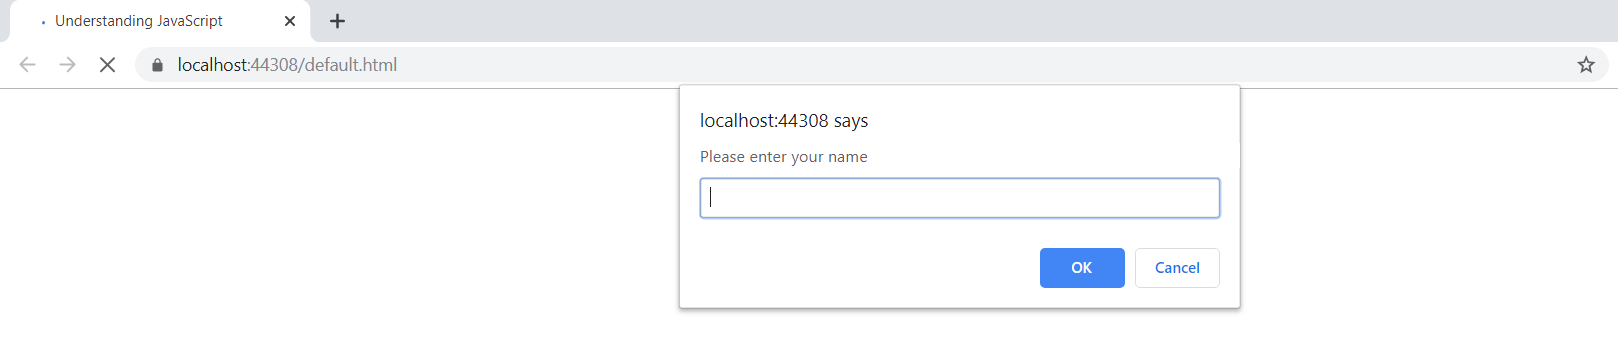 Understanding JavaScript
localhost:44308/default.html
localhost:44308 says
Please enter your name
OK Cancel